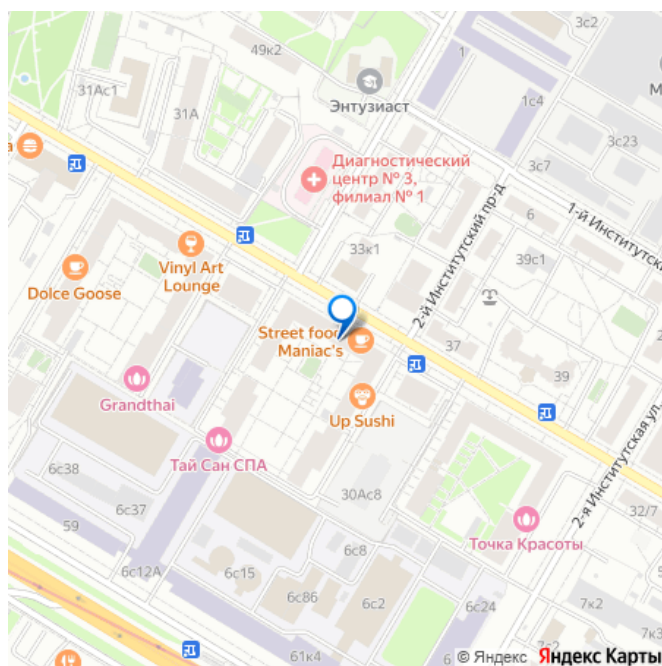 3с2
49к2
1
Энтузиаст
31Ас1
31А
1с4
3с23
М
а
Диагностический
центр № 3,
филиал № 1
3с7
6
1-й Институтски
2-й Институтский пр-д
33к1
39с1
Vinyl Art
Lounge
Dolce Goose
Street food
Maniac's
37
39
Grandthai
Up Sushi
Тай Сан СПА
2-я Институтская ул.
6с38
6с37
30Ас8
32/7
59
Точка Красоты
6с8
6с12А
6с15
6с86
6с2
6с24
7к2
7к3
7с2
61к4
6
© Яндекс Яндекс Карты